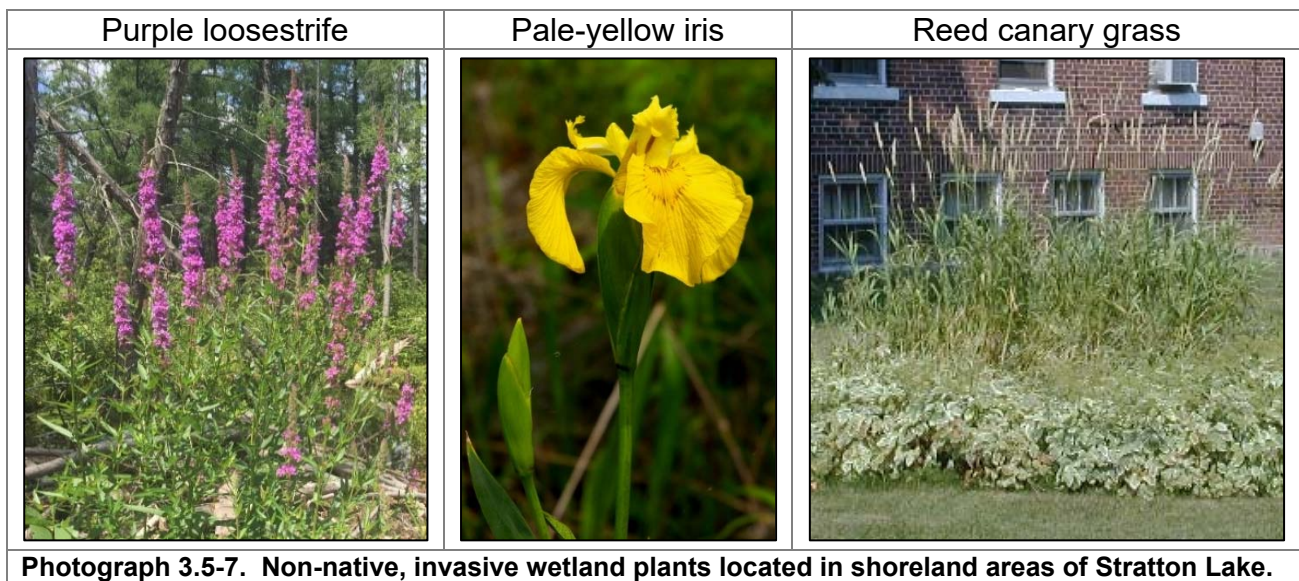 Purple loosestrife
Pale-yellow iris
Reed canary grass
Photograph 3.5-7. Non-native, invasive wetland plants located in shoreland areas of Stratton Lake.